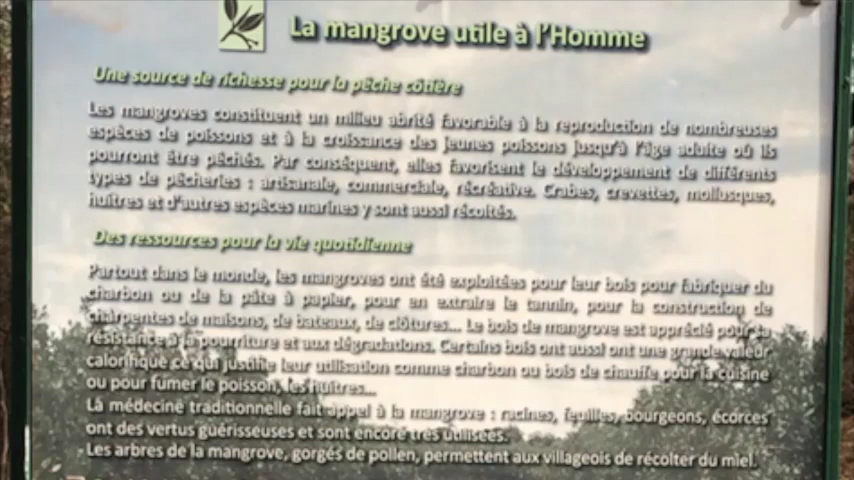 La mangrove utile à l'Homme
Une source de richesse pour la pêche côtière
Les mangroves constituent un milieu abrité favorable à la reproduction de nombreuses
espèces de poissons et à la croissance des jeunes poissons jusqu'à l'âge adulte où ils
pourront être pêchés. Par conséquent, elles favorisent le développement de différents
types de pêcheries : artisanale, commerciale, récréative. Crabes, crevettes, mollusques,
huîtres et d'autres espèces marines y sont aussi récoltés.
Des ressources pour la vie quotidienne
Partout dans le monde, les mangroves ont été exploitées pour leur bois pour fabriquer du
charbon ou de la pâte à papier, pour en extraire le tannin, pour la construction de
charpentes de maisons, de bateaux, de clôtures... Le bois de mangrove est apprécié pour sa
résistance à la pourriture et aux dégradations. Certains bois ont aussi ont une grande valeur
calorifique ce qui justifie leur utilisation comme charbon ou bois de chauffe pour la cuisine
ou pour fumer le poisson, les huîtres...
La médecine traditionnelle fait appel à la mangrove : racines, feuilles, bourgeons, écorces
ont des vertus guérisseuses et sont encore très utilisées.
Les arbres de la mangrove, gorgés de pollen, permettent aux villageois de récolter du miel.